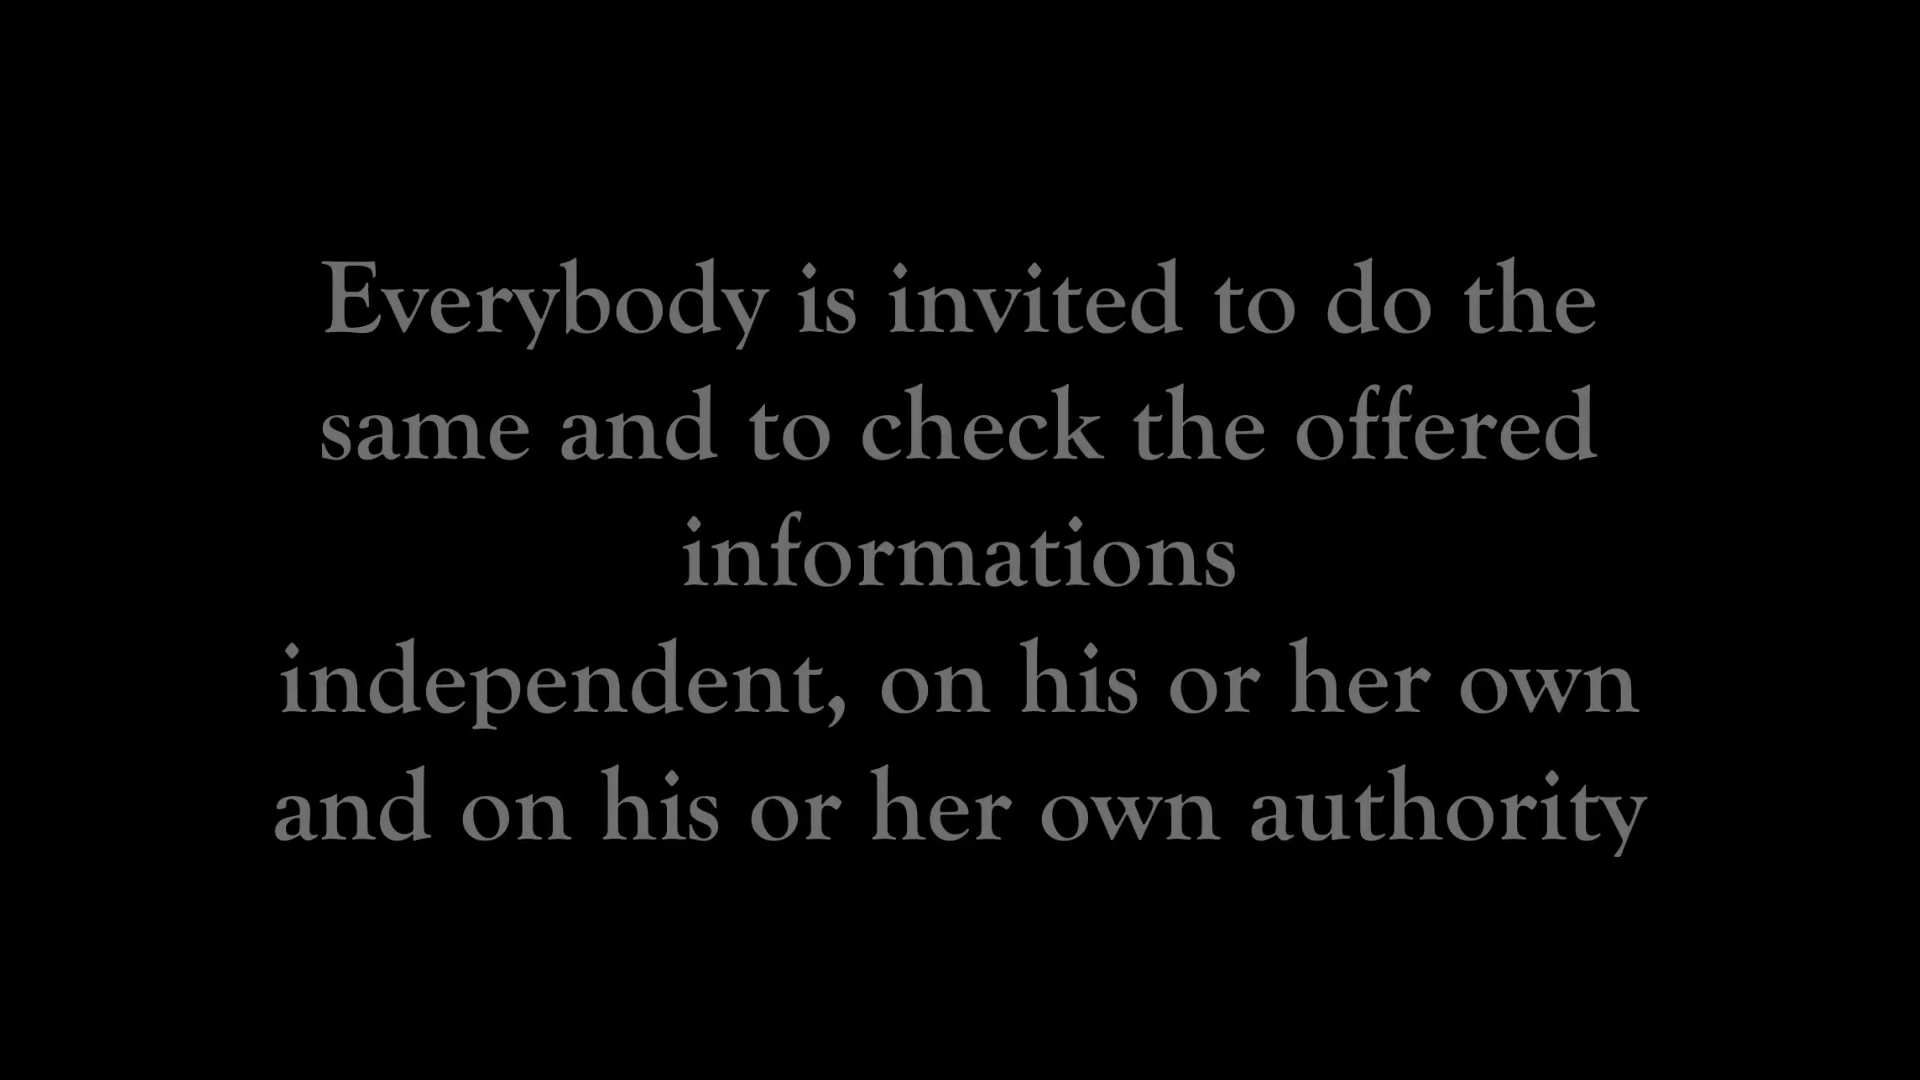 Everybody is invited to do the
same and to check the offered
informations
independent, on his or her own
and on his or her own authority